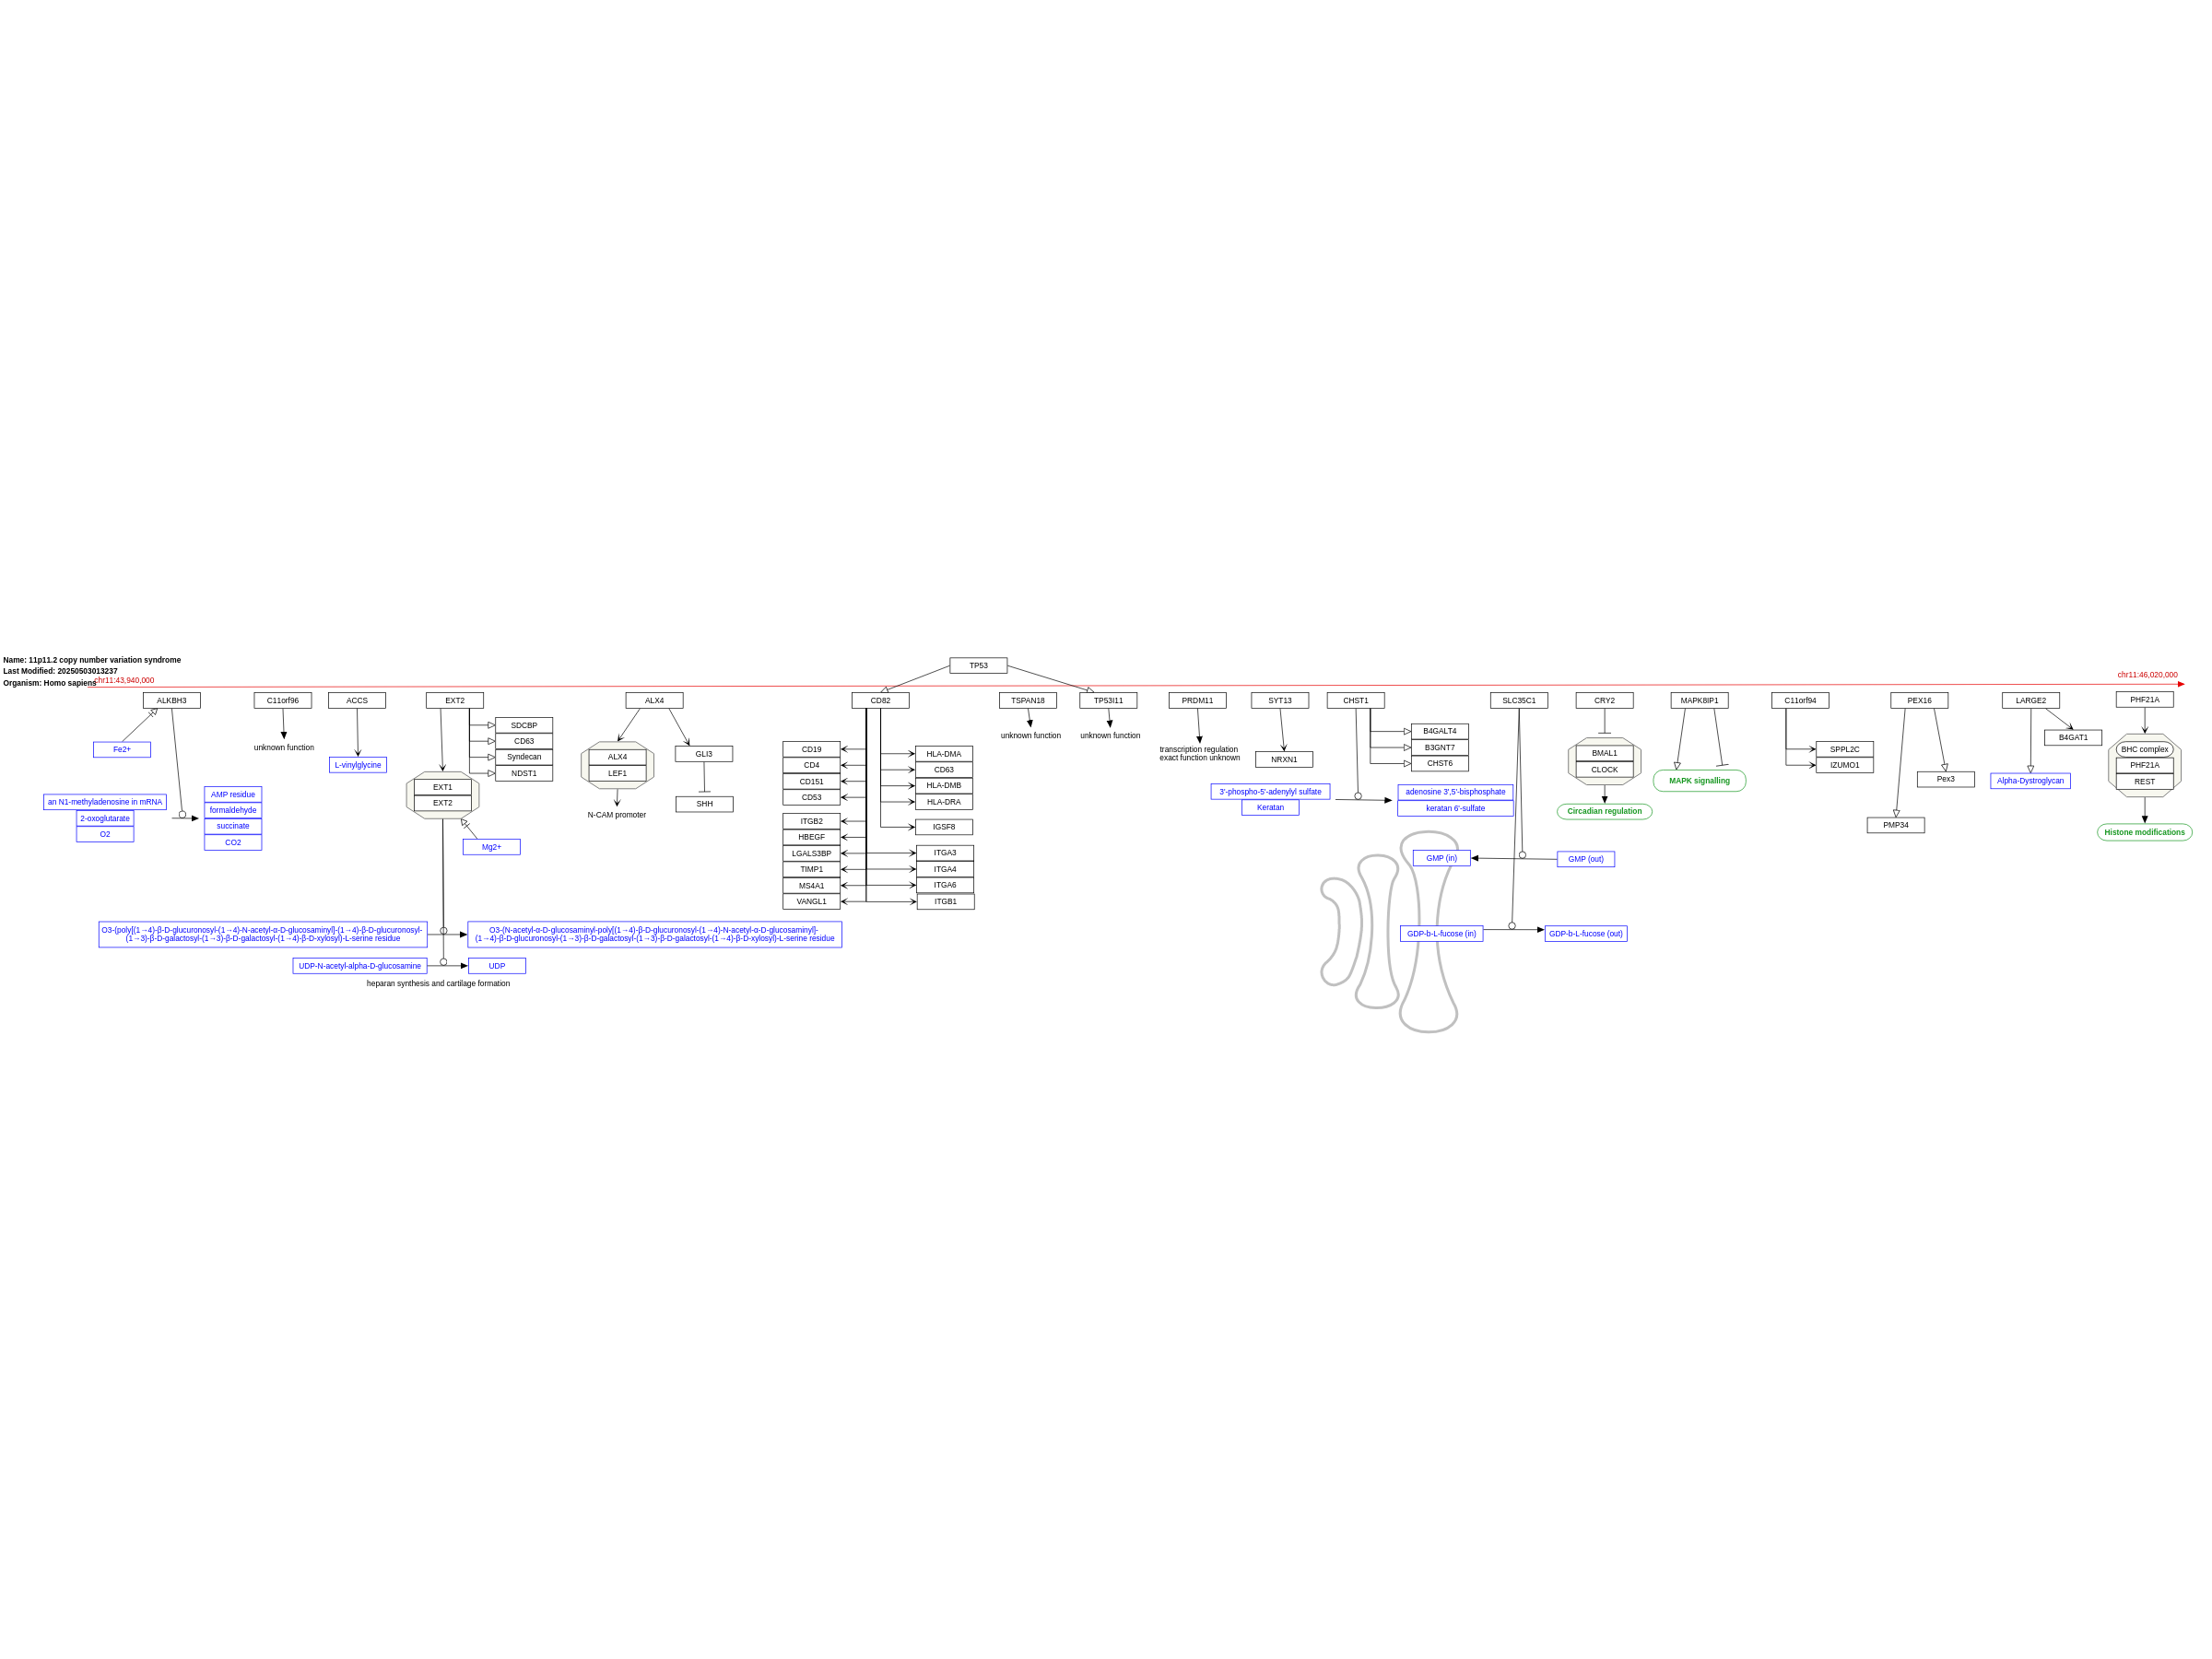 Name: 11p11.2 copy number variation syndrome
Last Modified: 20250503013237
Organism: Homo sapiens
chr11:43,940,000
chr11:46,020,000
TP53
ALKBH3
C11orf96
ACCS
EXT2
ALX4
CD82
TSPAN18
TP53I11
PRDM11
SYT13
CHST1
SLC35C1
CRY2
MAPK8IP1
C11orf94
PEX16
LARGE2
PHF21A
Fe2+
an N1-methyladenosine in mRNA
2-oxoglutarate
O2
AMP residue
formaldehyde
succinate
CO2
unknown function
L-vinylglycine
SDCBP
CD63
Syndecan
NDST1
EXT1
EXT2
Mg2+
O3-(poly[(1→4)-β-D-glucuronosyl-(1→4)-N-acetyl-α-D-glucosaminyl]-(1→4)-β-D-glucuronosyl-
(1→3)-β-D-galactosyl-(1→3)-β-D-galactosyl-(1→4)-β-D-xylosyl)-L-serine residue
O3-(N-acetyl-α-D-glucosaminyl-poly[(1→4)-β-D-glucuronosyl-(1→4)-N-acetyl-α-D-glucosaminyl]-
(1→4)-β-D-glucuronosyl-(1→3)-β-D-galactosyl-(1→3)-β-D-galactosyl-(1→4)-β-D-xylosyl)-L-serine residue
UDP-N-acetyl-alpha-D-glucosamine
UDP
heparan synthesis and cartilage formation
ALX4
LEF1
N-CAM promoter
GLI3
SHH
CD19
CD4
CD151
CD53
ITGB2
HBEGF
LGALS3BP
TIMP1
MS4A1
VANGL1
HLA-DMA
CD63
HLA-DMB
HLA-DRA
IGSF8
ITGA3
ITGA4
ITGA6
ITGB1
unknown function
unknown function
transcription regulation
exact function unknown
NRXN1
B4GALT4
B3GNT7
CHST6
3'-phospho-5'-adenylyl sulfate
Keratan
adenosine 3',5'-bisphosphate
keratan 6'-sulfate
GMP (in)
GMP (out)
GDP-b-L-fucose (in)
GDP-b-L-fucose (out)
BMAL1
CLOCK
Circadian regulation
MAPK signalling
SPPL2C
IZUMO1
PMP34
Pex3
B4GAT1
Alpha-Dystroglycan
BHC complex
PHF21A
REST
Histone modifications